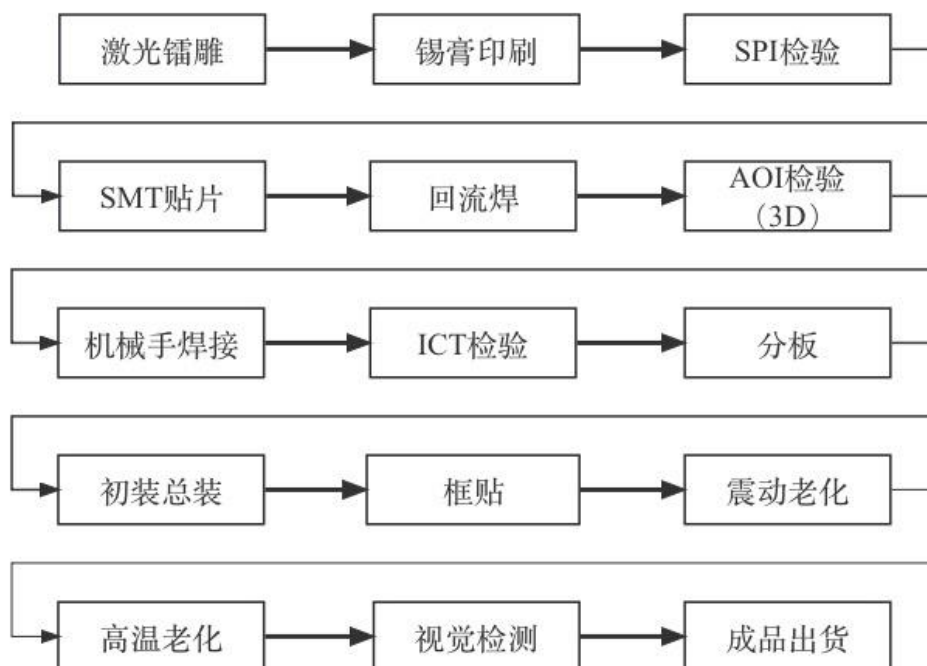 激光镭雕
锡膏印刷
SPI检验
SMT贴片
回流焊
AOI检验
（3D）
机械手焊接
ICT检验
分板
初装总装
框贴
震动老化
高温老化
视觉检测
成品出货